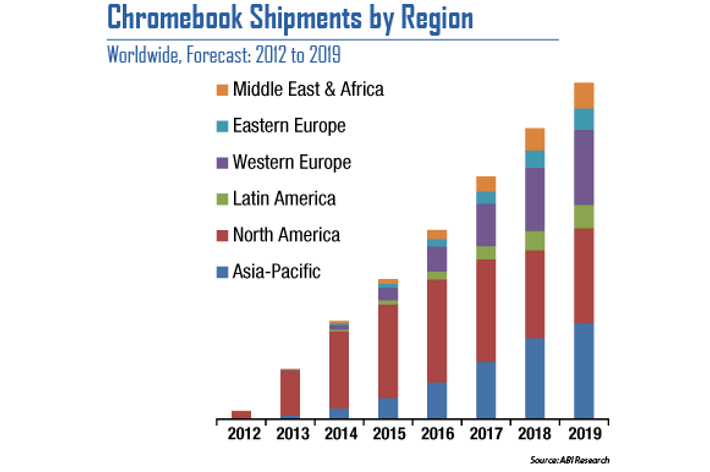 Chromebook Shipments by Region
Worldwide, Forecast: 2012 to 2019
Middle East & Africa
Eastern Europe
Western Europe
Latin America
North America
Asia-Pacific
2012 2013 2014 2015 2016 2017 2018 2019
Source: ABI Research